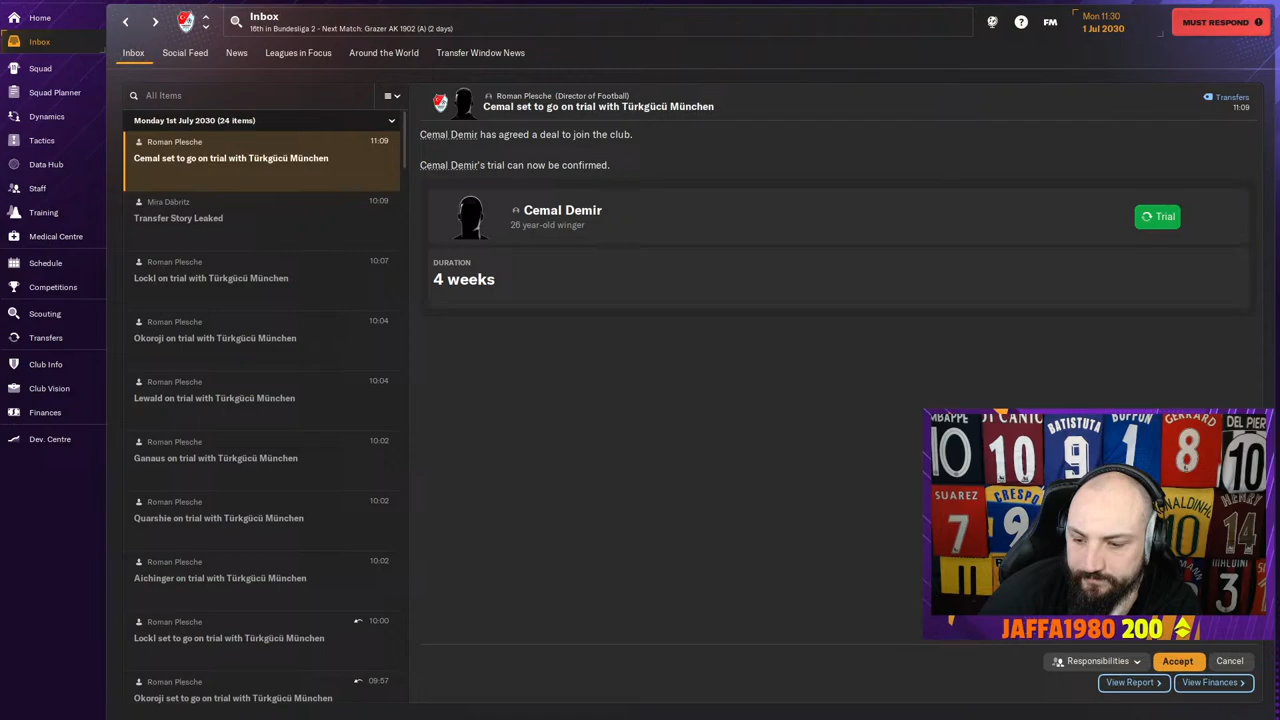 Home
Inbox
Squad
Squad Planner
Dynamics
Tactics
Data Hub
Staff
Training
Medical Centre
Schedule
Competitions
Scouting
Transfers
Club Info
Club Vision
Finances
Dev. Centre
Inbox
16th in Bundesliga 2 - Next Match: Grazer AK 1902 (A) (2 days)
FM
Mon 11:30
1 Jul 2030
MUST RESPOND
Inbox
Social Feed
News
Leagues in Focus
Around the World
Transfer Window News
All Items
Monday 1st July 2030 (24 items)
Roman Plesche
11:09
Cemal set to go on trial with Türkgücü München
Mira Däbritz
10:09
Transfer Story Leaked
Roman Plesche
10:07
Lockl on trial with Türkgücü München
Roman Plesche
10:04
Okoroji on trial with Türkgücü München
Roman Plesche
10:04
Lewald on trial with Türkgücü München
Roman Plesche
10:02
Ganaus on trial with Türkgücü München
Roman Plesche
10:02
Quarshie on trial with Türkgücü München
Roman Plesche
10:02
Aichinger on trial with Türkgücü München
Roman Plesche
10:00
Lockl set to go on trial with Türkgücü München
Roman Plesche
09:57
Okoroji set to go on trial with Türkgücü München
Roman Plesche (Director of Football)
Cemal set to go on trial with Türkgücü München
Transfers
11:09
Cemal Demir has agreed a deal to join the club.
Cemal Demir's trial can now be confirmed.
Cemal Demir
26 year-old winger
Trial
DURATION
4 weeks
10
10
BATISTUTA
9
BUFFON
1
GERRARD
8
DEL PIER
10
SUAREZ
7
CRESPO
9
10
HENRY
14
MALDINI
3
JAFFA1980 200
Responsibilities
Accept
Cancel
View Report
View Finances